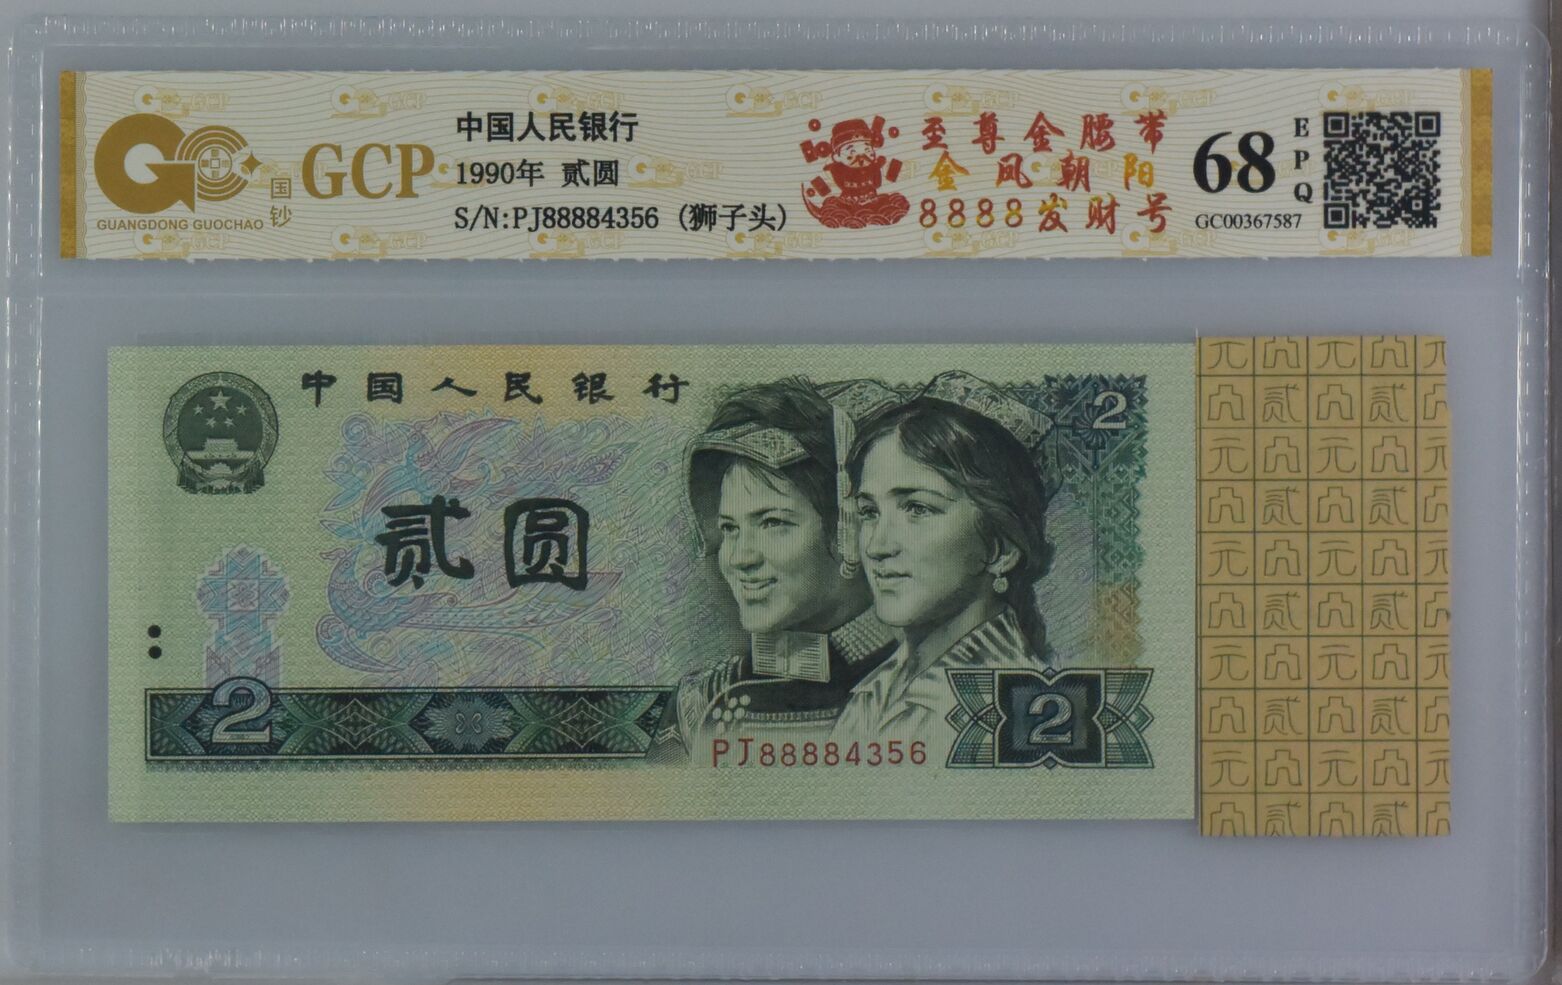 GUANGDONG GUOCHAO
国钞
GCP
中国人民银行
1990年 贰圆
S/N:PJ88884356 (狮子头)
至尊金腰带
金凤朝阳
8888发财号
68
EPQ
GC00367587
中国人民银行
2
贰圆
2
PJ88884356
2